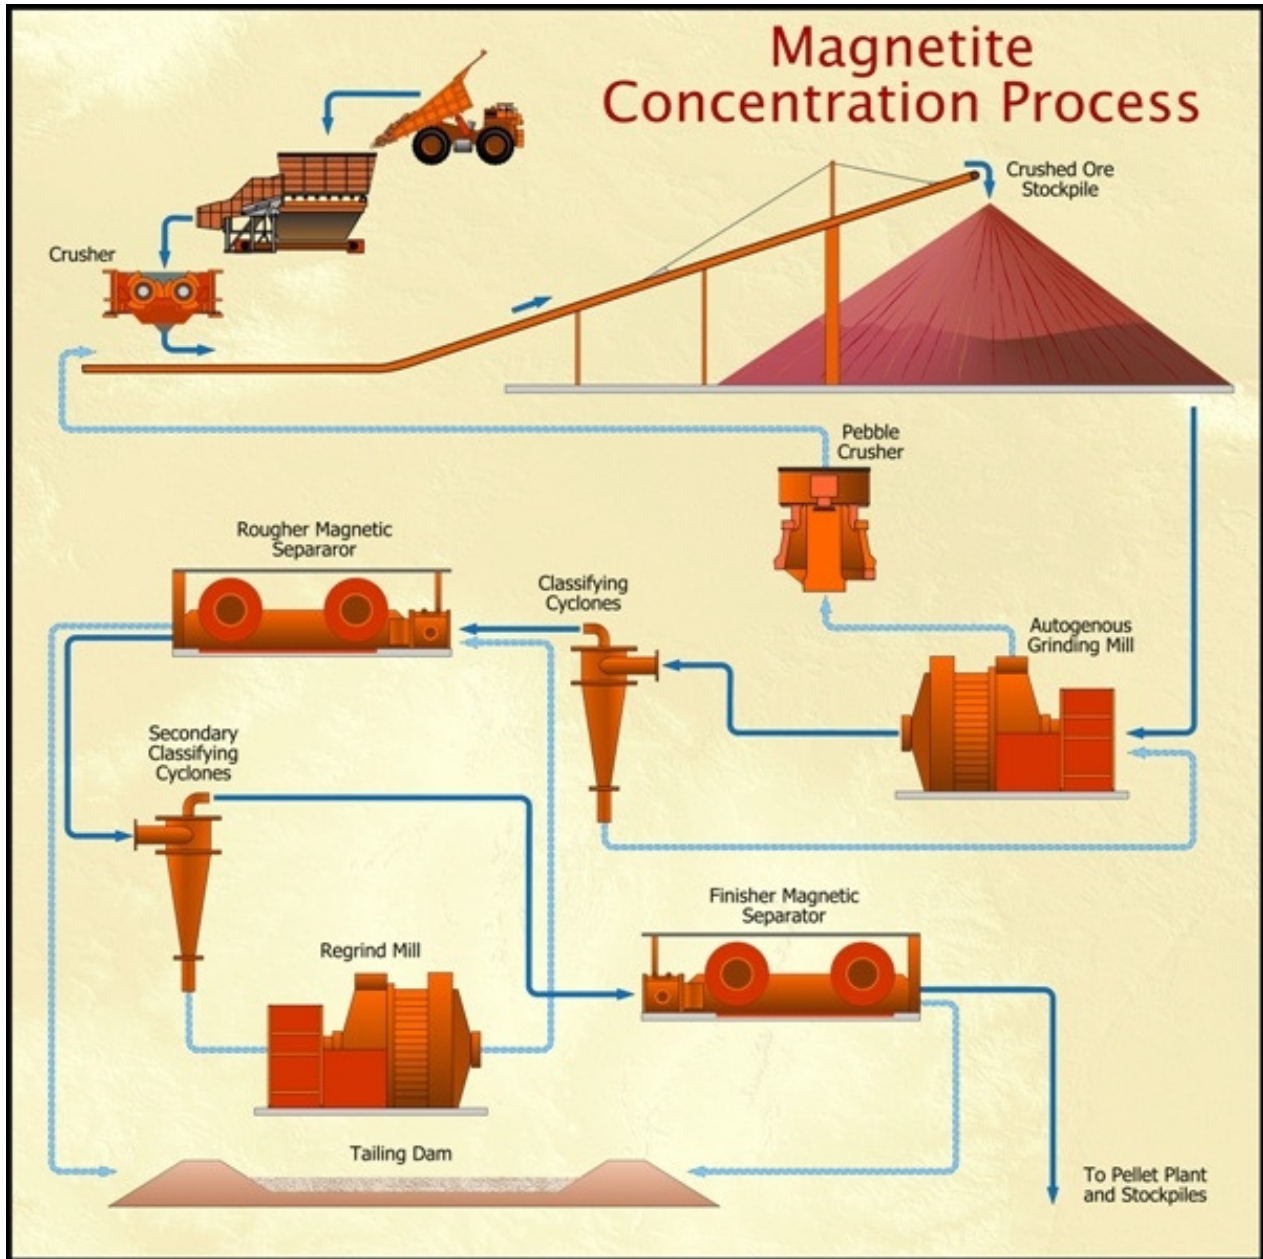 Magnetite
Concentration Process
Crushed Ore
Stockpile
Crusher
Pebble
Crusher
Rougher Magnetic
Separaror
Classifying
Cyclones
Autogenous
Grinding Mill
Secondary
Classifying
Cyclones
Finisher Magnetic
Separator
Regrind Mill
Tailing Dam
To Pellet Plant
and Stockpiles